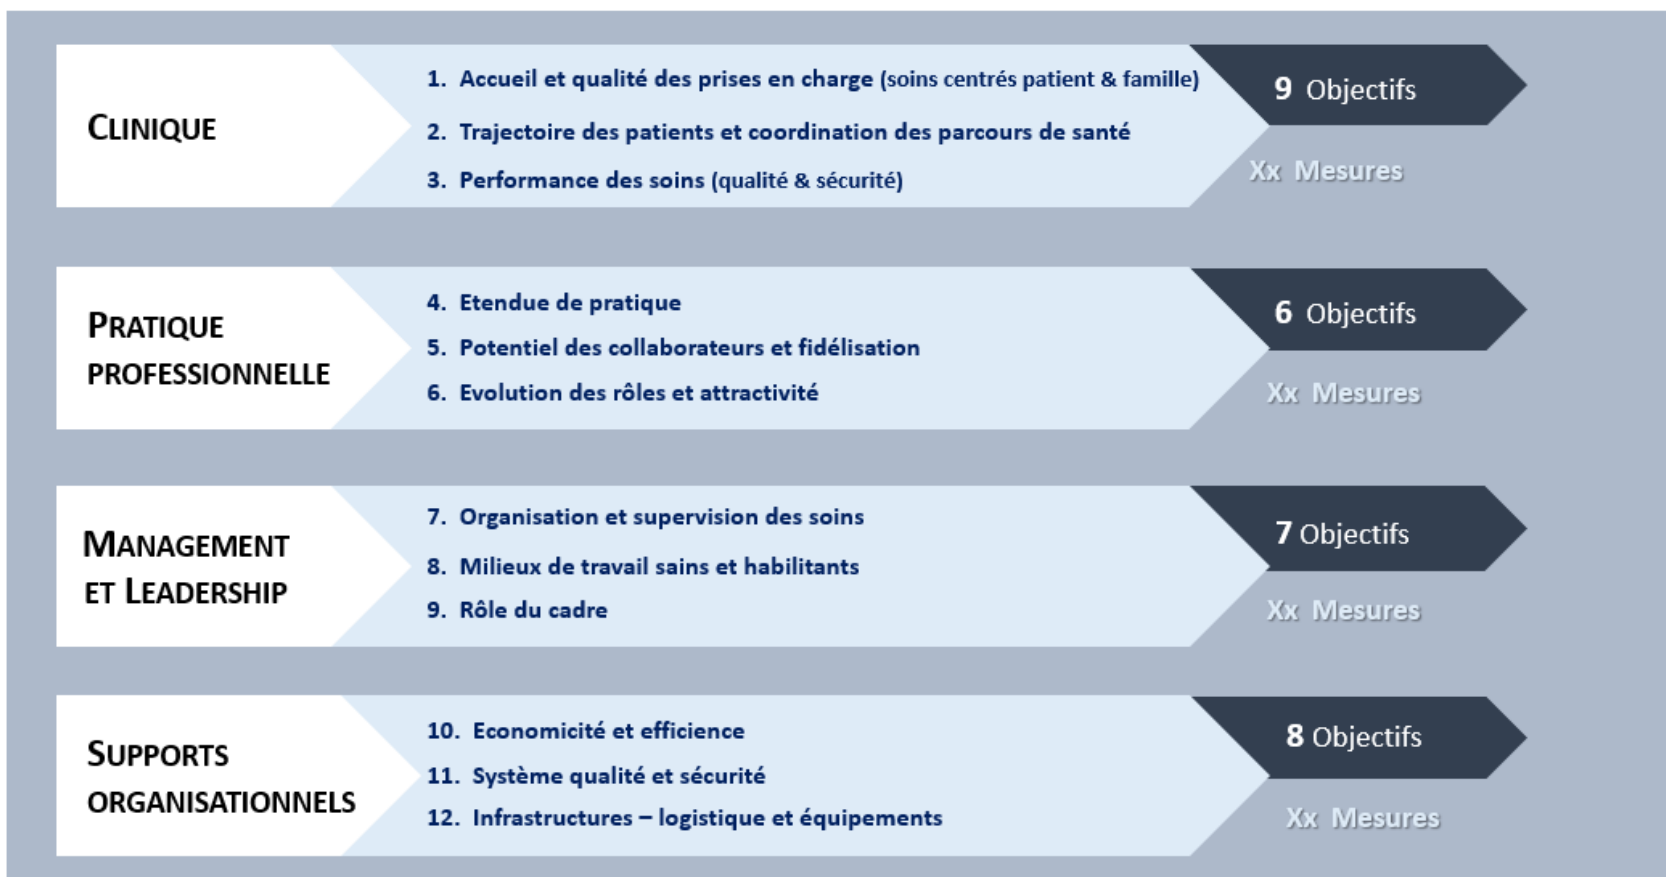 CLINIQUE
1. Accueil et qualité des prises en charge (soins centrés patient & famille)
2. Trajectoire des patients et coordination des parcours de santé
3. Performance des soins (qualité & sécurité)
9 Objectifs
Xx Mesures
PRATIQUE
PROFESSIONNELLE
4. Etendue de pratique
5. Potentiel des collaborateurs et fidélisation
6. Evolution des rôles et attractivité
6 Objectifs
Xx Mesures
MANAGEMENT
ET LEADERSHIP
7. Organisation et supervision des soins
8. Milieux de travail sains et habilitants
9. Rôle du cadre
7 Objectifs
Xx Mesures
SUPPORTS
ORGANISATIONNELS
10. Economicité et efficience
11. Système qualité et sécurité
12. Infrastructures – logistique et équipements
8 Objectifs
Xx Mesures